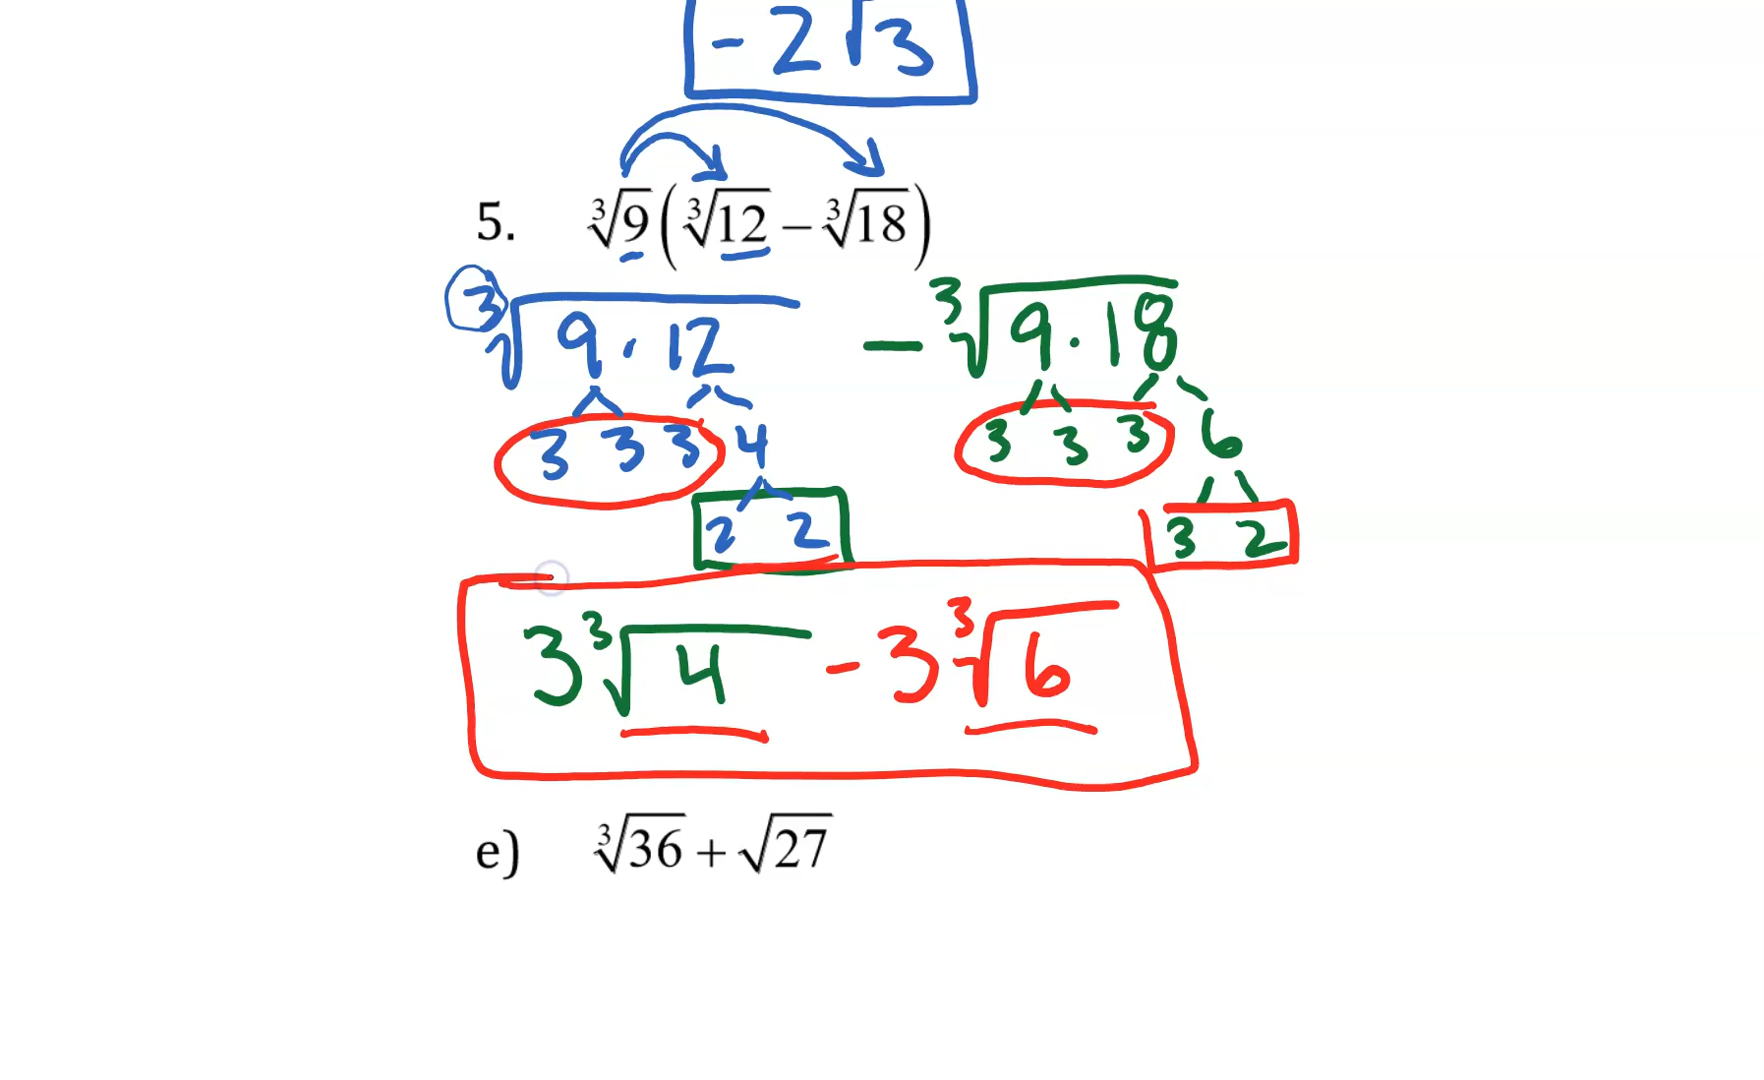 -2√3
5. ∛9(∛12 – ∛18)
∛9·12 - ∛9·18
3 3 3 4 3 3 3 6
2 2 3 2
3∛4 - 3∛6
e) ∛36 + √27